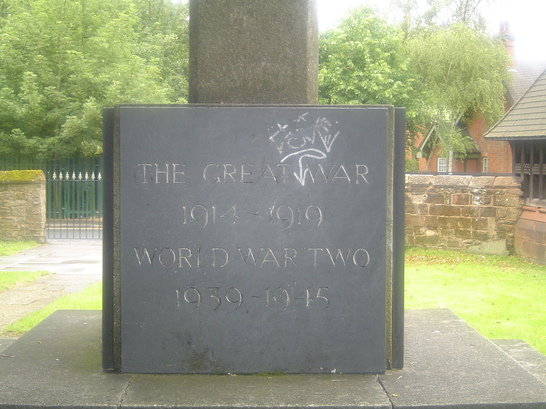 THE GREAT WAR
1914 - 1919
WORLD WAR TWO
1939 - 1945